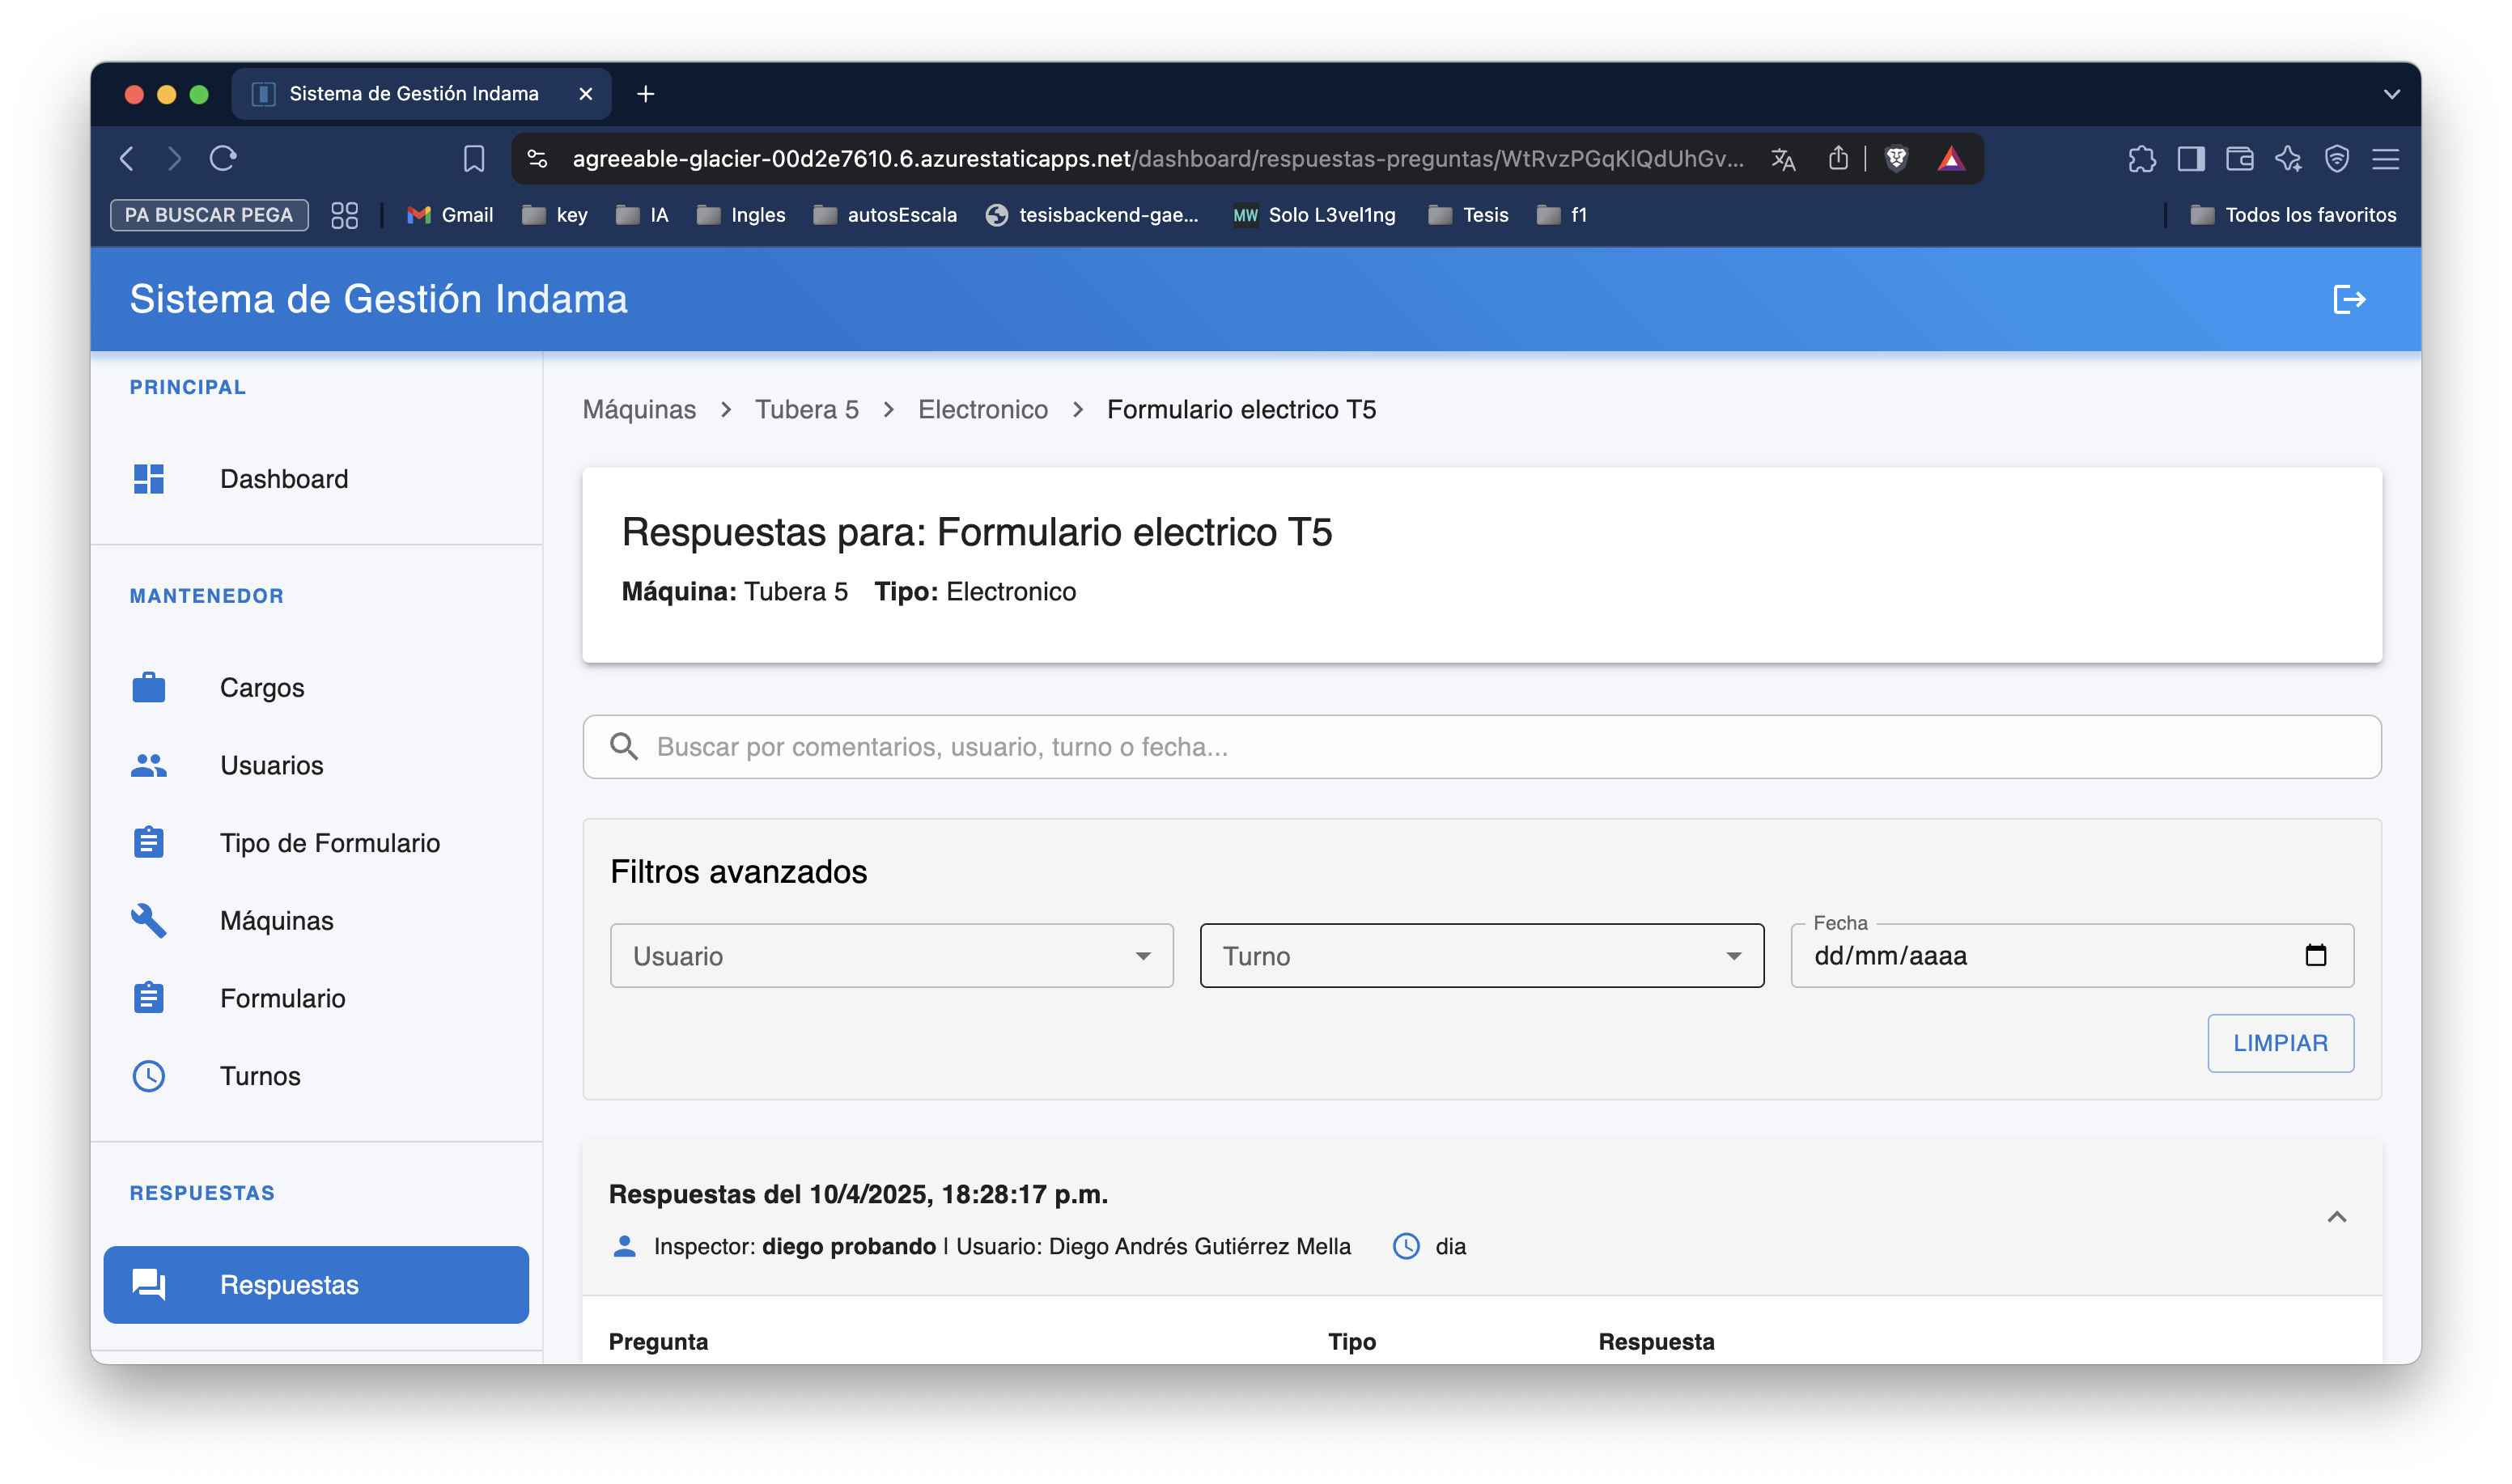 Sistema de Gestión Indama
agreeable-glacier-00d2e7610.6.azurestaticapps.net/dashboard/respuestas-preguntas/WtRvzPGqKlQdUhGv...
PA BUSCAR PEGA
Gmail
key
IA
Ingles
autosEscala
tesisbackend-gae...
MW Solo L3vel1ng
Tesis
f1
Todos los favoritos
Sistema de Gestión Indama
PRINCIPAL
Dashboard
MANTENEDOR
Cargos
Usuarios
Tipo de Formulario
Máquinas
Formulario
Turnos
RESPUESTAS
Respuestas
Máquinas > Tubera 5 > Electronico > Formulario electrico T5
Respuestas para: Formulario electrico T5
Máquina: Tubera 5 Tipo: Electronico
Buscar por comentarios, usuario, turno o fecha...
Filtros avanzados
Usuario
Turno
Fecha
dd/mm/aaaa
LIMPIAR
Respuestas del 10/4/2025, 18:28:17 p.m.
Inspector: diego probando | Usuario: Diego Andrés Gutiérrez Mella dia
Pregunta Tipo Respuesta